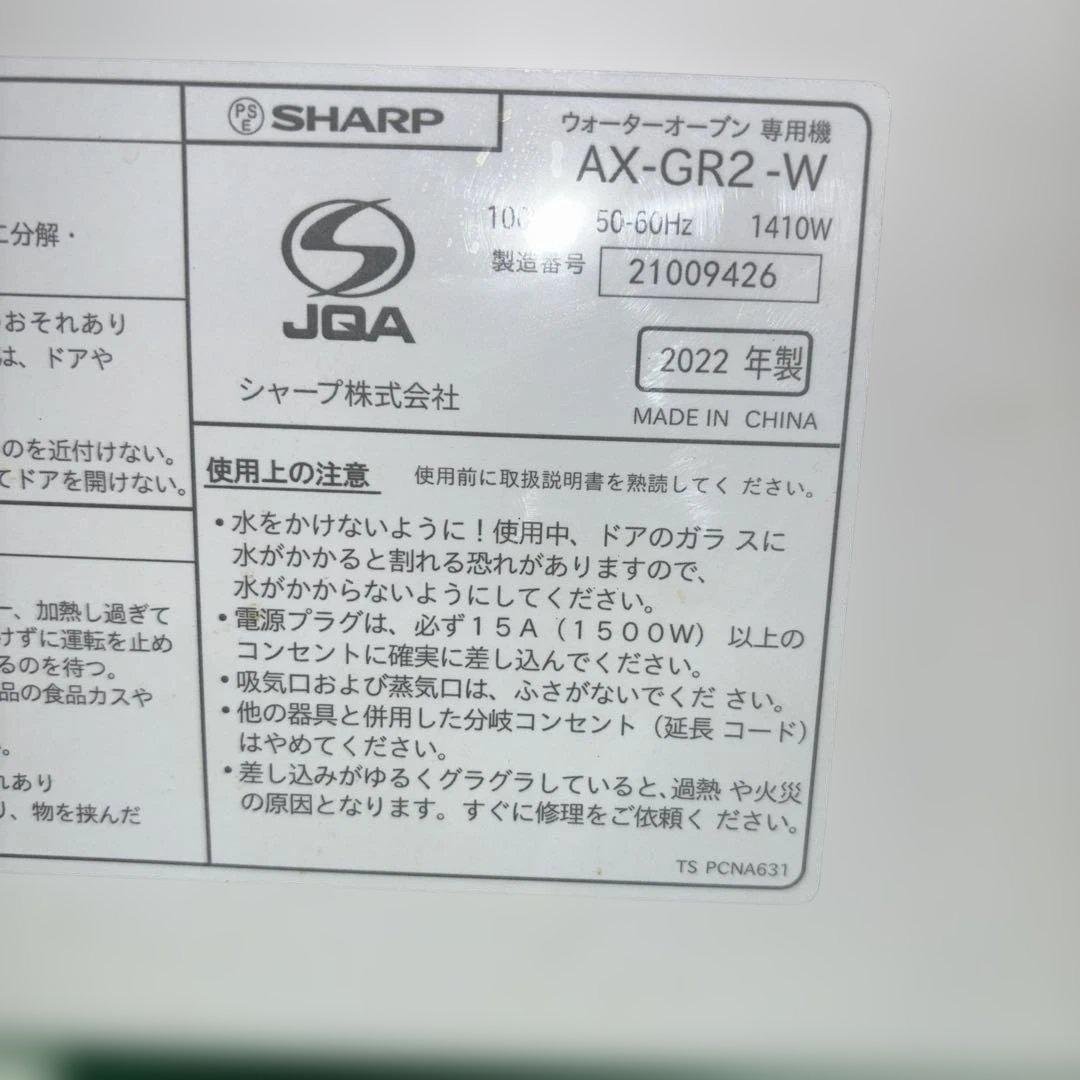 に分解・
おそれあり
は、ドアや
のを近付けない。
てドアを開けない。
ー、加熱し過ぎて
けずに運転を止め
るのを待つ。
品の食品カスや
れあり
り、物を挟んだ
PS E SHARP
ウォーターオーブン 専用機
AX-GR2 -W
50-60Hz 1410W
製造番号 21009426
JQA
2022 年製
シャープ株式会社
MADE IN CHINA
使用上の注意 使用前に取扱説明書を熟読してく ださい。
・水をかけないように！使用中、ドアのガラ スに
水がかかると割れる恐れがありますので、
水がかからないようにしてください。
・電源プラグは、必ず１５Ａ（１５００Ｗ） 以上の
コンセントに確実に差し込んでください。
・吸気口および蒸気口は、ふさがないでくだ さい。
・他の器具と併用した分岐コンセント（延長 コード）
はやめてください。
・差し込みがゆるくグラグラしていると、過熱 や火災
の原因となります。すぐに修理をご依頼く ださい。
TS PCNA631